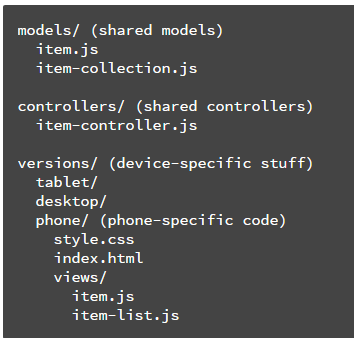 models/ (shared models)
  item.js
  item-collection.js

controllers/ (shared controllers)
  item-controller.js

versions/ (device-specific stuff)
  tablet/
  desktop/
  phone/ (phone-specific code)
    style.css
    index.html
    views/
      item.js
      item-list.js